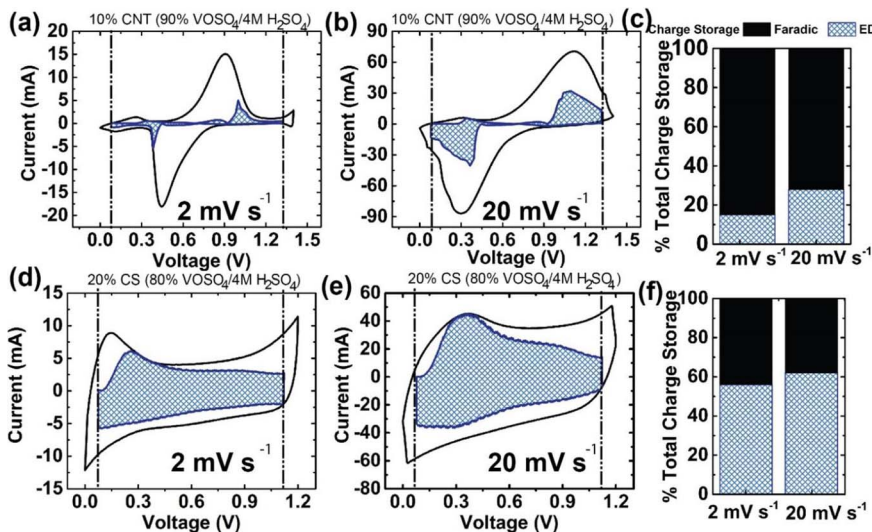 (a) 10% CNT (90% VOSO4/4M H2SO4)
Current (mA)
20
15
10
5
0
-5
-10
-15
-20
2 mV s-1
0.0 0.3 0.6 0.9 1.2 1.5
Voltage (V)
(b) 10% CNT (90% VOSO4/4M H2SO4)
Current (mA)
90
60
30
0
-30
-60
-90
20 mV s-1
0.0 0.3 0.6 0.9 1.2 1.5
Voltage (V)
(c) Charge Storage Faradic ED
% Total Charge Storage
100
80
60
40
20
0
2 mV s-1 20 mV s-1
(d) 20% CS (80% VOSO4/4M H2SO4)
Current (mA)
15
10
5
0
-5
-10
-15
2 mV s-1
0.0 0.3 0.6 0.9 1.2
Voltage (V)
(e) 20% CS (80% VOSO4/4M H2SO4)
Current (mA)
60
40
20
0
-20
-40
-60
-80
20 mV s-1
0.0 0.3 0.6 0.9 1.2
Voltage (V)
(f)
% Total Charge Storage
100
80
60
40
20
0
2 mV s-1 20 mV s-1